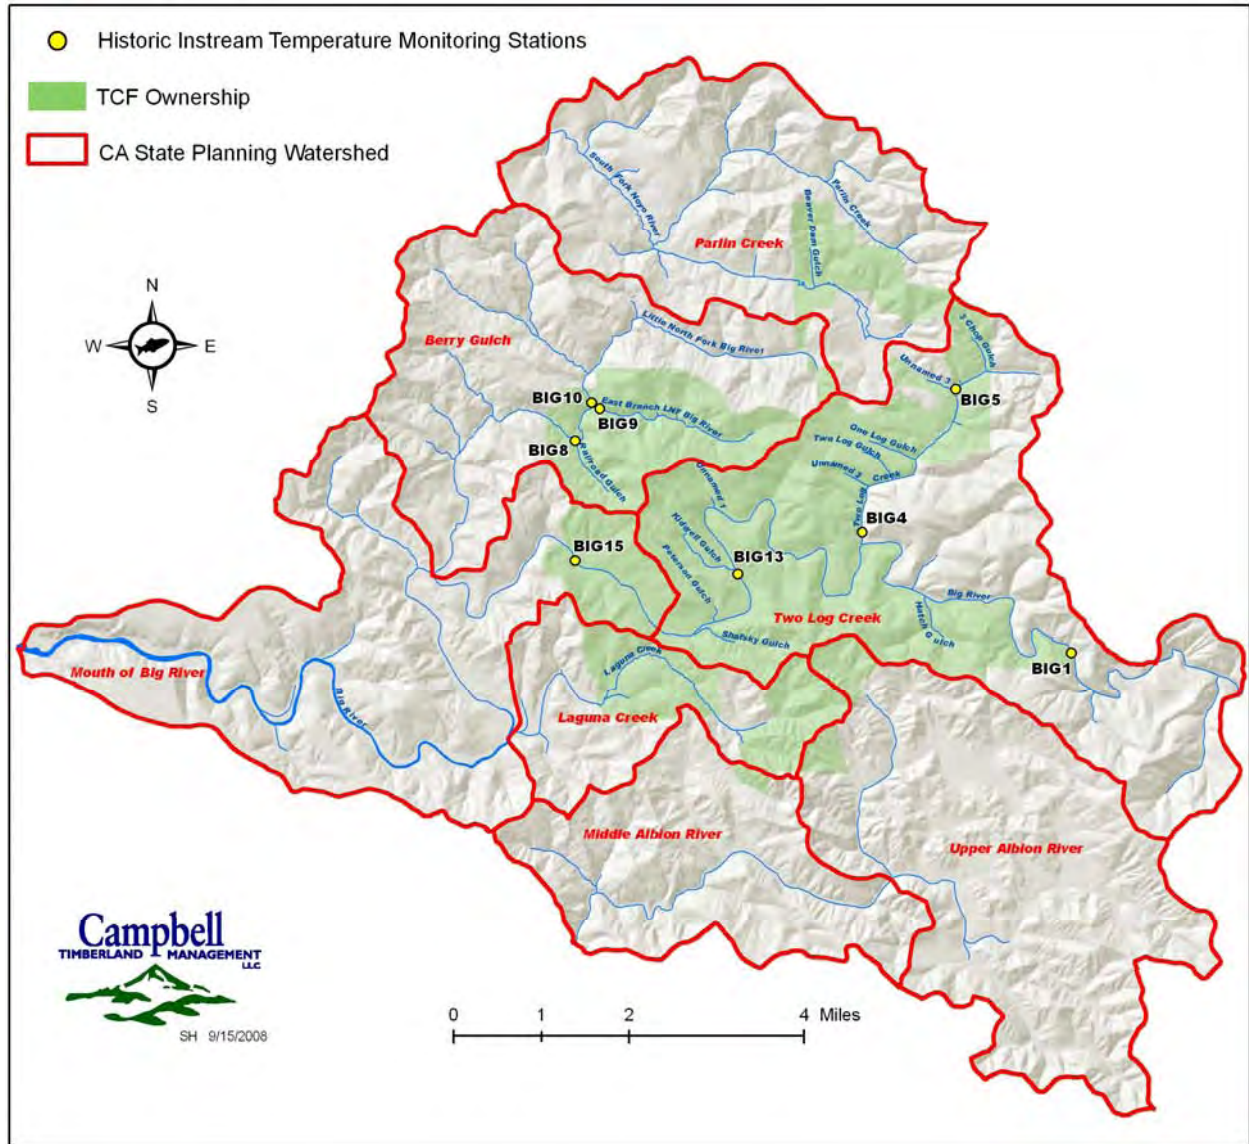 Historic Instream Temperature Monitoring Stations
TCF Ownership
CA State Planning Watershed
N
W
E
S
South Fork Noyo River
Parlin Creek
Beaver Dam Gulch
Parlin Creek
Little North Fork Big River
Berry Gulch
3 Chop Gulch
Unnamed 3
BIG5
BIG10
East Branch LNF Big River
BIG9
BIG8
Railroad Gulch
One Log Gulch
Two Log Gulch
Unnamed 2
Two Log Creek
Unnamed 1
BIG4
Kidwell Gulch
BIG13
BIG15
Peterson Gulch
Two Log Creek
Big River
Hatch Gulch
Shafsky Gulch
BIG1
Mouth of Big River
Big River
Laguna Creek
Laguna Creek
Middle Albion River
Upper Albion River
Campbell
TIMBERLAND MANAGEMENT
LLC
SH 9/15/2008
0 1 2 4 Miles